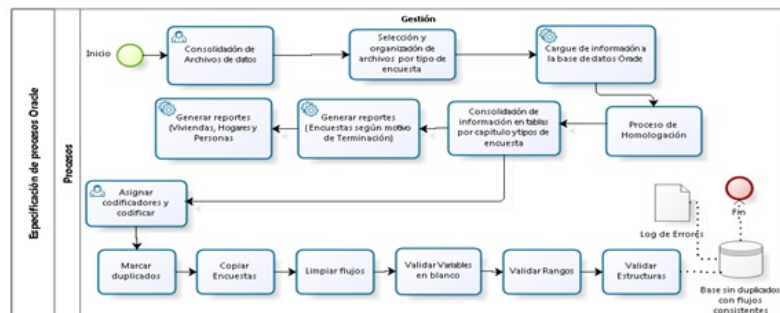 Gestión
Especificación de procesos Oracle
Procesos
Inicio
Consolidación de
Archivos de datos
Selección y
organización de
archivos por tipo de
encuesta
Cargue de información a
la base de datos Oracle
Generar reportes
(Viviendas, Hogares y
Personas
Generar reportes
(Encuestas según motivo
de Terminación)
Consolidación de
información en tablas
por capítulo y tipos de
encuesta
Proceso de
Homologación
Asignar
codificadores y
codificar
Log de Errores
Fin
Marcar
duplicados
Copiar
Encuestas
Limpiar flujos
Validar Variables
en blanco
Validar Rangos
Validar
Estructuras
Base sin duplicados
con flujos
consistentes